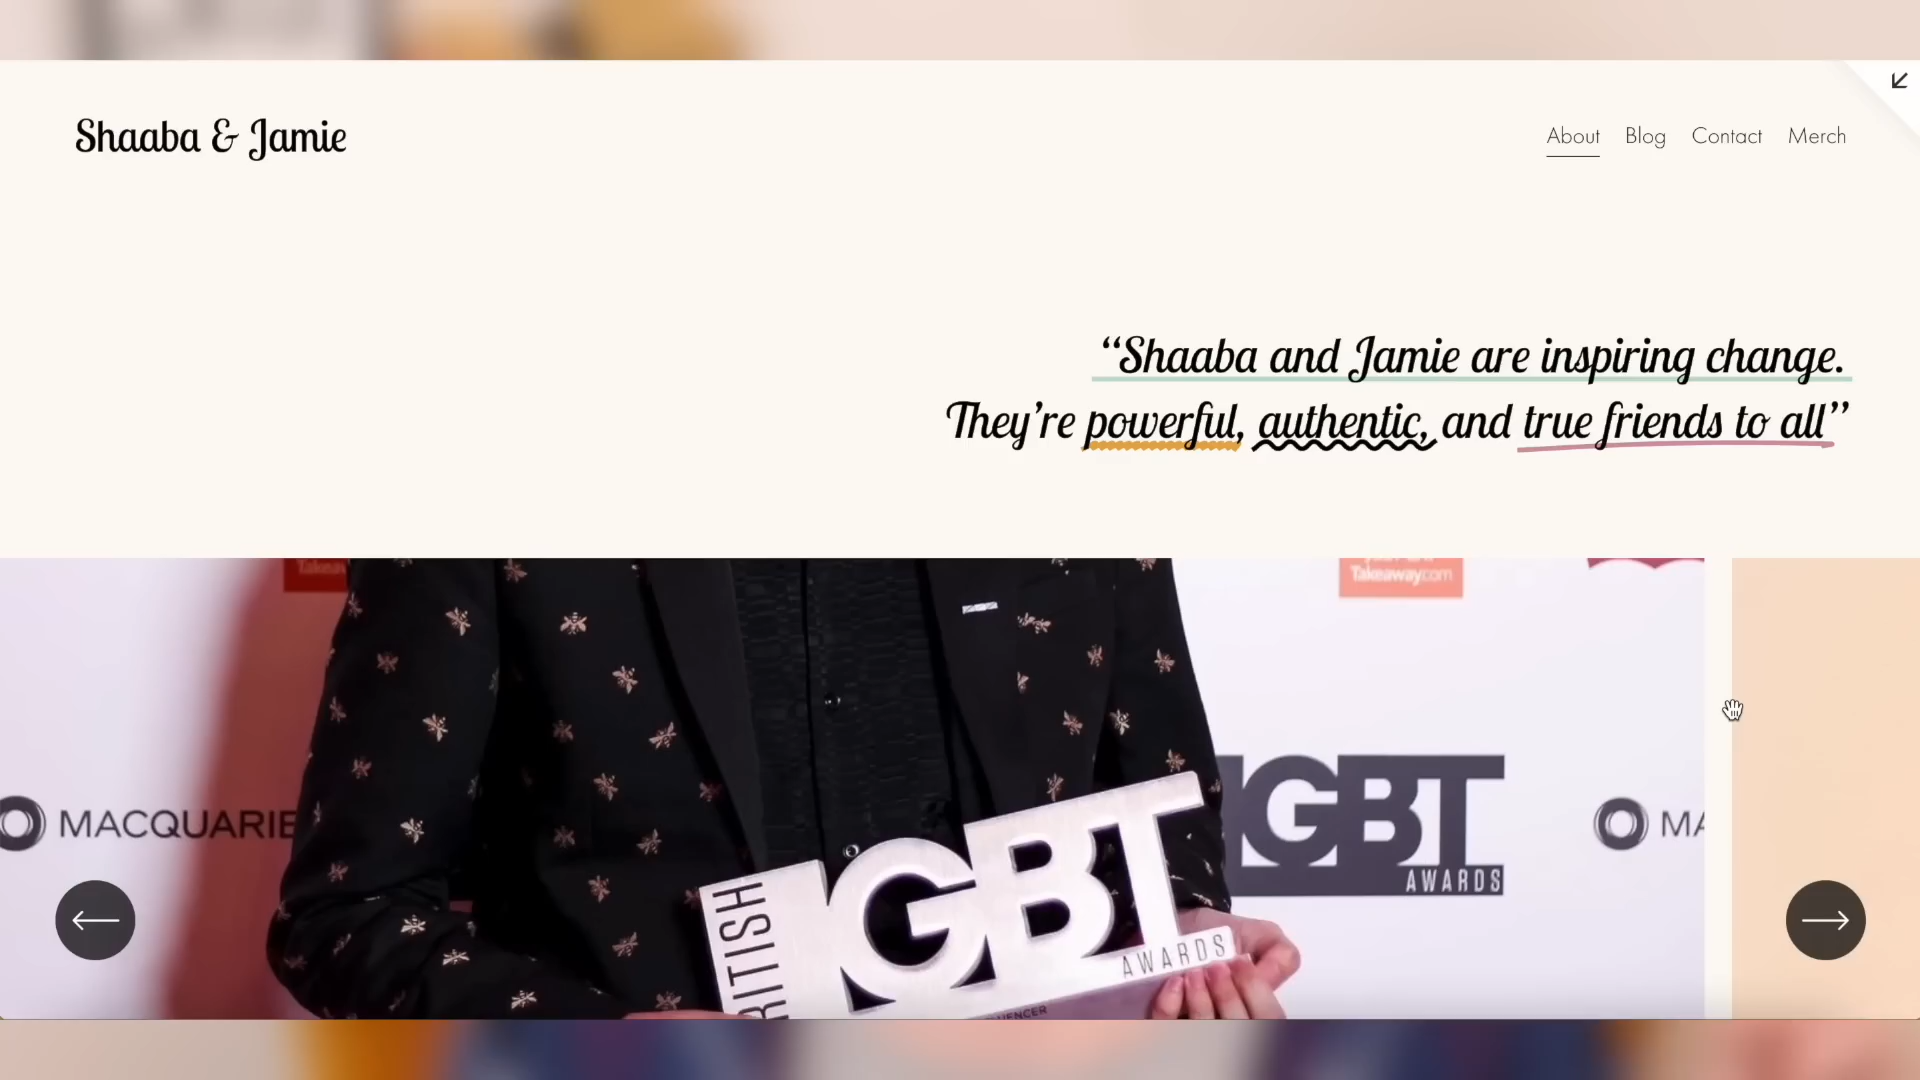 Shaaba & Jamie
About Blog Contact Merch
“Shaaba and Jamie are inspiring change.
They’re powerful, authentic, and true friends to all”
Takeaway.com
MACQUARIE
LGBT
AWARDS
BRITISH
LGBT
AWARDS